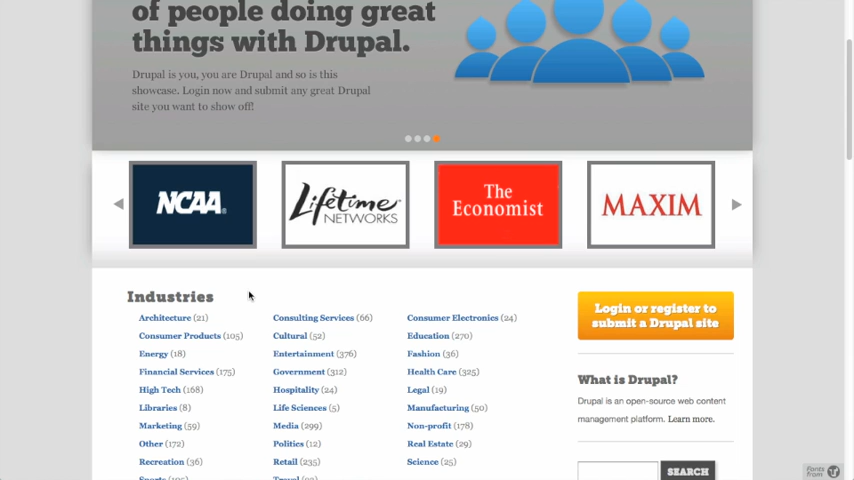 of people doing great
things with Drupal.
Drupal is you, you are Drupal and so is this
showcase. Login now and submit any great Drupal
site you want to show off!
NCAA®
Lifetime
NETWORKS
The
Economist
MAXIM
Industries
Architecture (21)
Consumer Products (105)
Energy (18)
Financial Services (175)
High Tech (168)
Libraries (8)
Marketing (59)
Other (172)
Recreation (36)
Consulting Services (66)
Cultural (52)
Entertainment (376)
Government (312)
Hospitality (24)
Life Sciences (5)
Media (299)
Politics (12)
Retail (235)
Consumer Electronics (24)
Education (270)
Fashion (36)
Health Care (325)
Legal (19)
Manufacturing (50)
Non-profit (178)
Real Estate (29)
Science (25)
Login or register to
submit a Drupal site
What is Drupal?
Drupal is an open-source web content
management platform. Learn more.
SEARCH
fonts
from